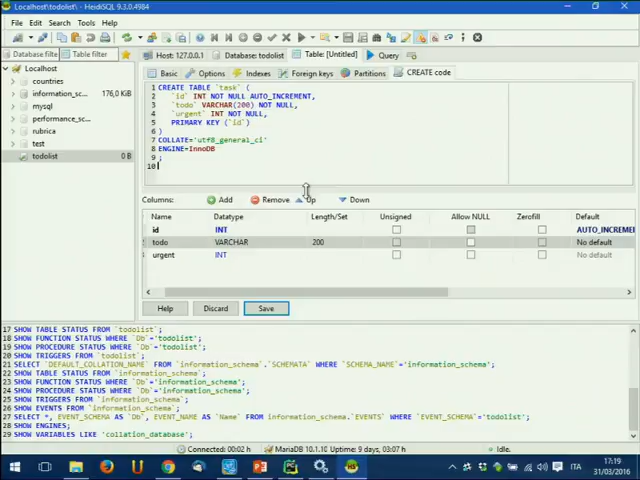 todolist\ - HeidiSQL 9.3.0.4984
File Edit Search Tools Help
Database filte Table filter Host: 127.0.0.1 Database: todolist Table: [Untitled] Query
Localhost
countries
information_sc... 176,0 KiB
mysql
performance_sc...
rubrica
test
todolist 0 B
Basic Options Indexes Foreign keys Partitions CREATE code
1 CREATE TABLE `task` (
2 `id` INT NOT NULL AUTO_INCREMENT,
3 `todo` VARCHAR(200) NOT NULL,
4 `urgent` INT NOT NULL,
5 PRIMARY KEY (`id`)
6 )
7 COLLATE='utf8_general_ci'
8 ENGINE=InnoDB
9 ;
10
Columns: Add Remove Up Down
Name Datatype Length/Set Unsigned Allow NULL Zerofill Default
id INT AUTO_INCREMEN
2 todo VARCHAR 200 No default
3 urgent INT No default
Help Discard Save
17 SHOW TABLE STATUS FROM `todolist`;
18 SHOW FUNCTION STATUS WHERE `Db`='todolist';
19 SHOW PROCEDURE STATUS WHERE `Db`='todolist';
20 SHOW TRIGGERS FROM `todolist`;
21 SELECT `DEFAULT_COLLATION_NAME` FROM `information_schema`.`SCHEMATA` WHERE `SCHEMA_NAME`='information_schema';
22 SHOW TABLE STATUS FROM `information_schema`;
23 SHOW FUNCTION STATUS WHERE `Db`='information_schema';
24 SHOW PROCEDURE STATUS WHERE `Db`='information_schema';
25 SHOW TRIGGERS FROM `information_schema`;
26 SHOW EVENTS FROM `information_schema`;
27 SELECT *, EVENT_SCHEMA AS `Db`, EVENT_NAME AS `Name` FROM information_schema.`EVENTS` WHERE `EVENT_SCHEMA`='todolist';
28 SHOW ENGINES;
29 SHOW VARIABLES LIKE 'collation_database';
Connected: 00:02 h MariaDB 10.1.10 Uptime: 9 days, 03:07 h Idle.
ITA 17:19
31/03/2016